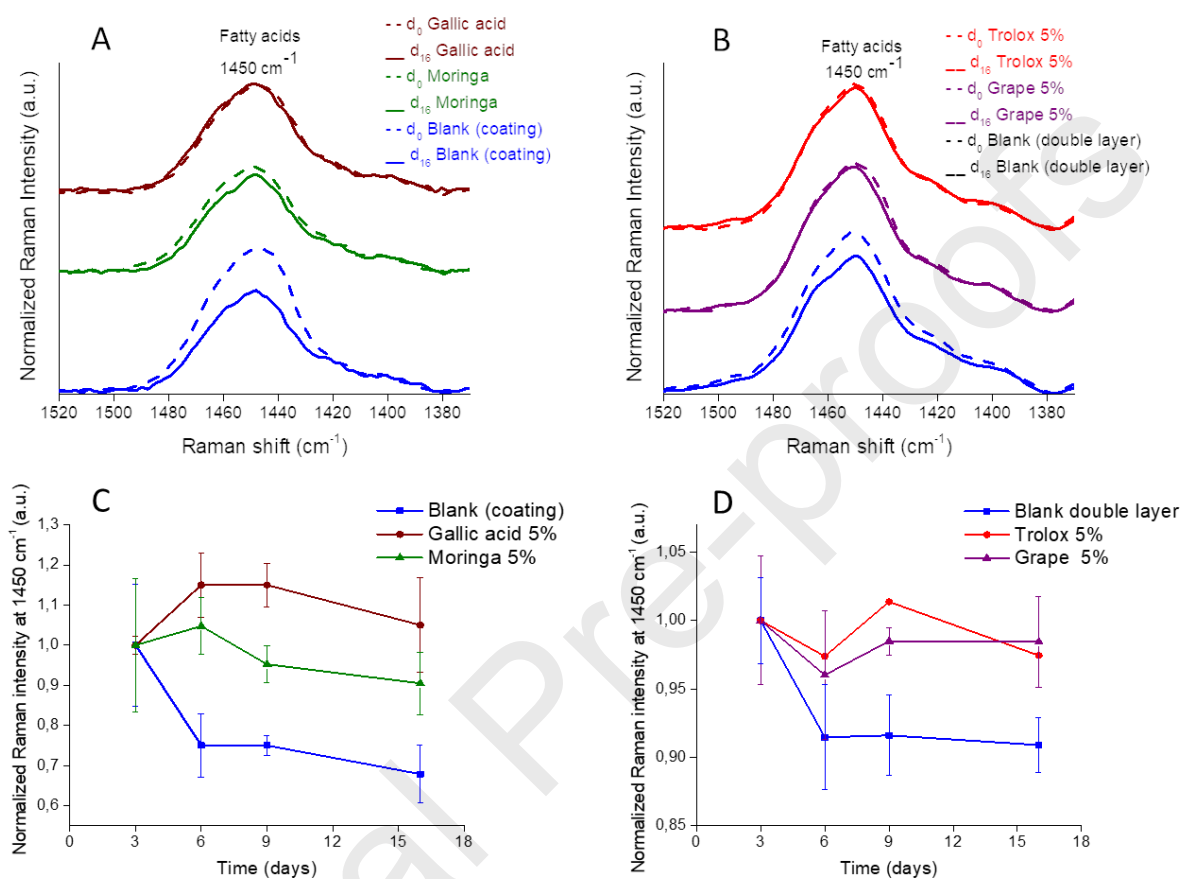 A
Fatty acids
1450 cm⁻¹
d₀ Gallic acid
d₁₆ Gallic acid
d₀ Moringa
d₁₆ Moringa
d₀ Blank (coating)
d₁₆ Blank (coating)
Normalized Raman Intensity (a.u.)
1520 1500 1480 1460 1440 1420 1400 1380
Raman shift (cm⁻¹)
B
Fatty acids
1450 cm⁻¹
d₀ Trolox 5%
d₁₆ Trolox 5%
d₀ Grape 5%
d₁₆ Grape 5%
d₀ Blank (double layer)
d₁₆ Blank (double layer)
Normalized Raman Intensity (a.u.)
1520 1500 1480 1460 1440 1420 1400 1380
Raman shift (cm⁻¹)
C
Blank (coating)
Gallic acid 5%
Moringa 5%
Normalized Raman intensity at 1450 cm⁻¹ (a.u.)
1,3
1,2
1,1
1,0
0,9
0,8
0,7
0,6
0 3 6 9 12 15 18
Time (days)
D
Blank double layer
Trolox 5%
Grape 5%
Normalized Raman intensity at 1450 cm⁻¹ (a.u.)
1,05
1,00
0,95
0,90
0,85
0 3 6 9 12 15 18
Time (days)
al Pre-proofs